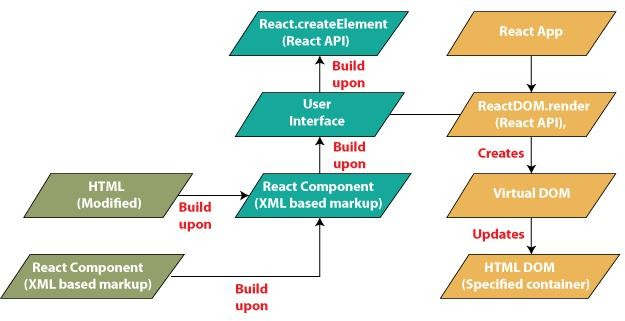 React.createElement
(React API)
React App
Build
upon
User
Interface
ReactDOM.render
(React API),
Build
upon
Creates
HTML
(Modified)
Build
upon
React Component
(XML based markup)
Virtual DOM
Updates
React Component
(XML based markup)
Build
upon
HTML DOM
(Specified container)